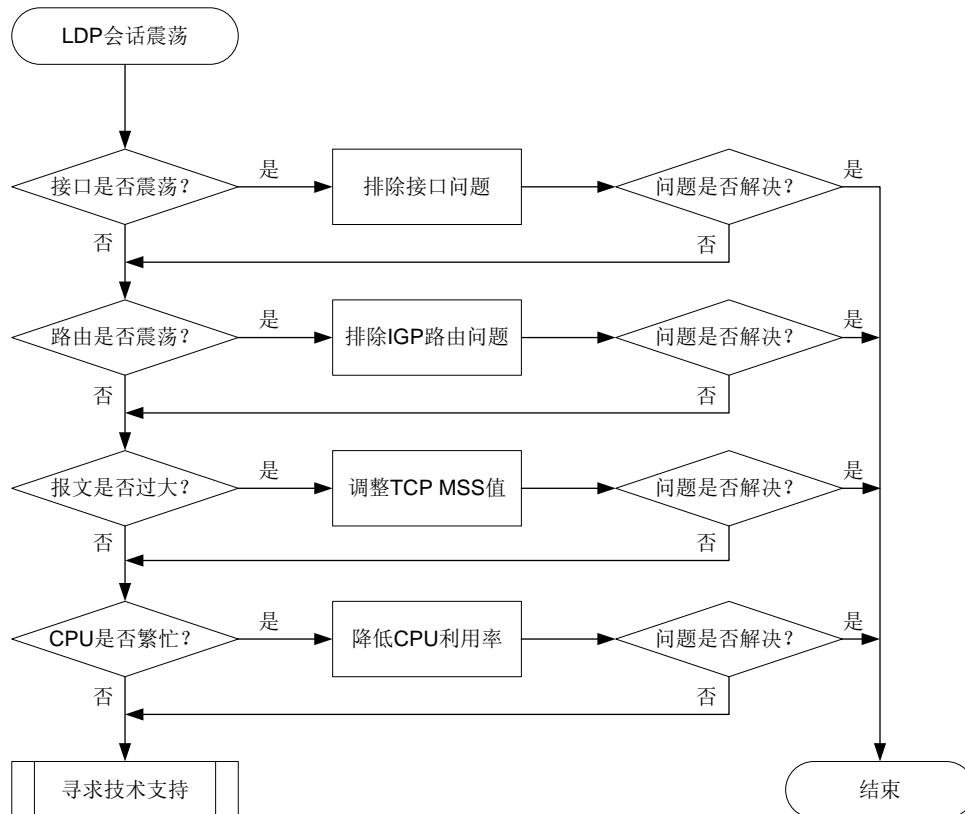 LDP会话震荡
接口是否震荡?
是
排除接口问题
问题是否解决?
是
否
否
路由是否震荡?
是
排除IGP路由问题
问题是否解决?
是
否
否
报文是否过大?
是
调整TCP MSS值
问题是否解决?
是
否
否
CPU是否繁忙?
是
降低CPU利用率
问题是否解决?
是
否
否
寻求技术支持
结束